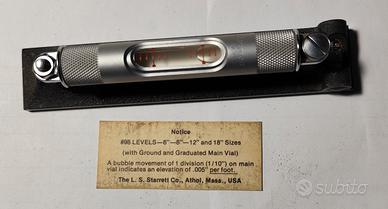 Notice
#98 LEVELS—6"—8"—12" and 18" Sizes
(with Ground and Graduated Main Vial)
A bubble movement of 1 division (1/10") on main
vial indicates an elevation of .005" per foot.
The L. S. Starrett Co., Athol, Mass., USA
subito